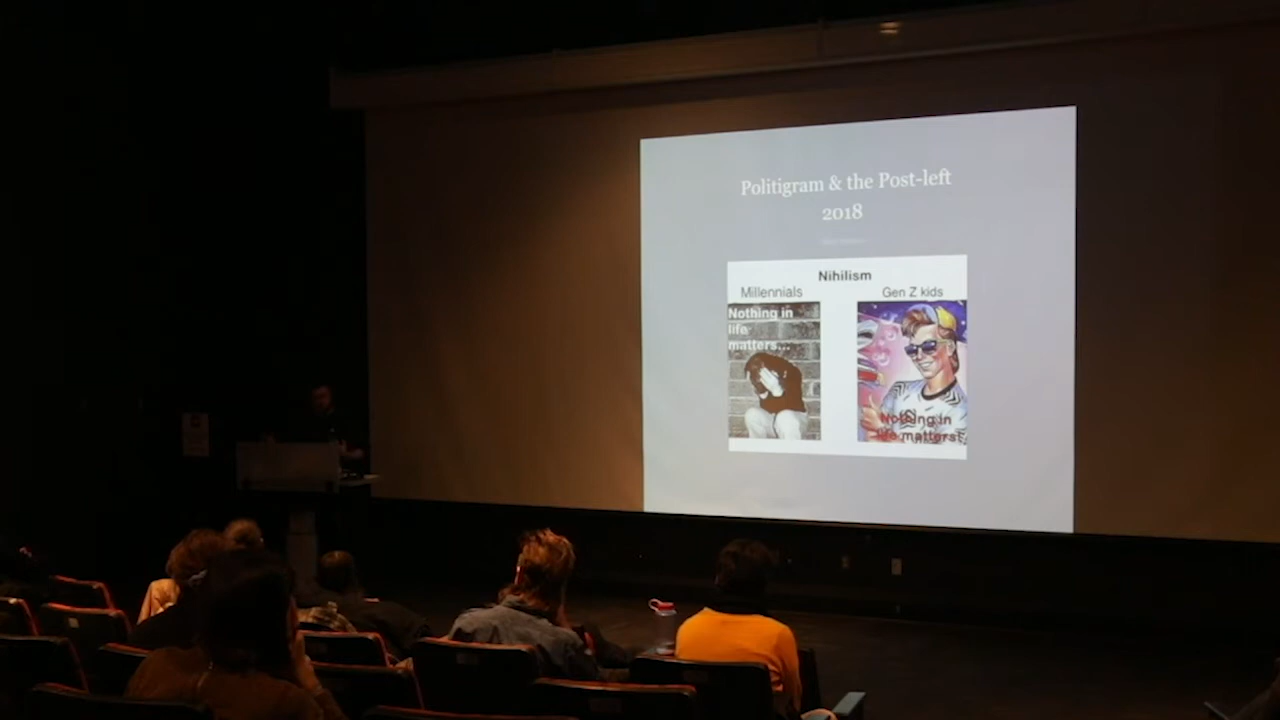 Politigram & the Post-left
2018
Nihilism
Millennials
Gen Z kids
Nothing in
life
matters...
Nothing in
life matters!